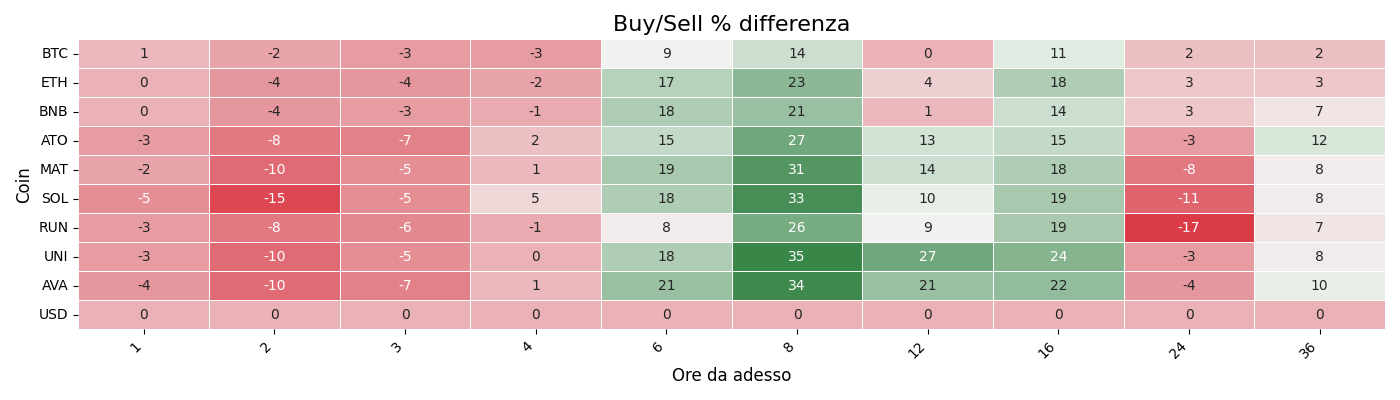 Buy/Sell % differenza
Coin
BTC 1 -2 -3 -3 9 14 0 11 2 2
ETH 0 -4 -4 -2 17 23 4 18 3 3
BNB 0 -4 -3 -1 18 21 1 14 3 7
ATO -3 -8 -7 2 15 27 13 15 -3 12
MAT -2 -10 -5 1 19 31 14 18 -8 8
SOL -5 -15 -5 5 18 33 10 19 -11 8
RUN -3 -8 -6 -1 8 26 9 19 -17 7
UNI -3 -10 -5 0 18 35 27 24 -3 8
AVA -4 -10 -7 1 21 34 21 22 -4 10
USD 0 0 0 0 0 0 0 0 0 0
1 2 3 4 6 8 12 16 24 36
Ore da adesso